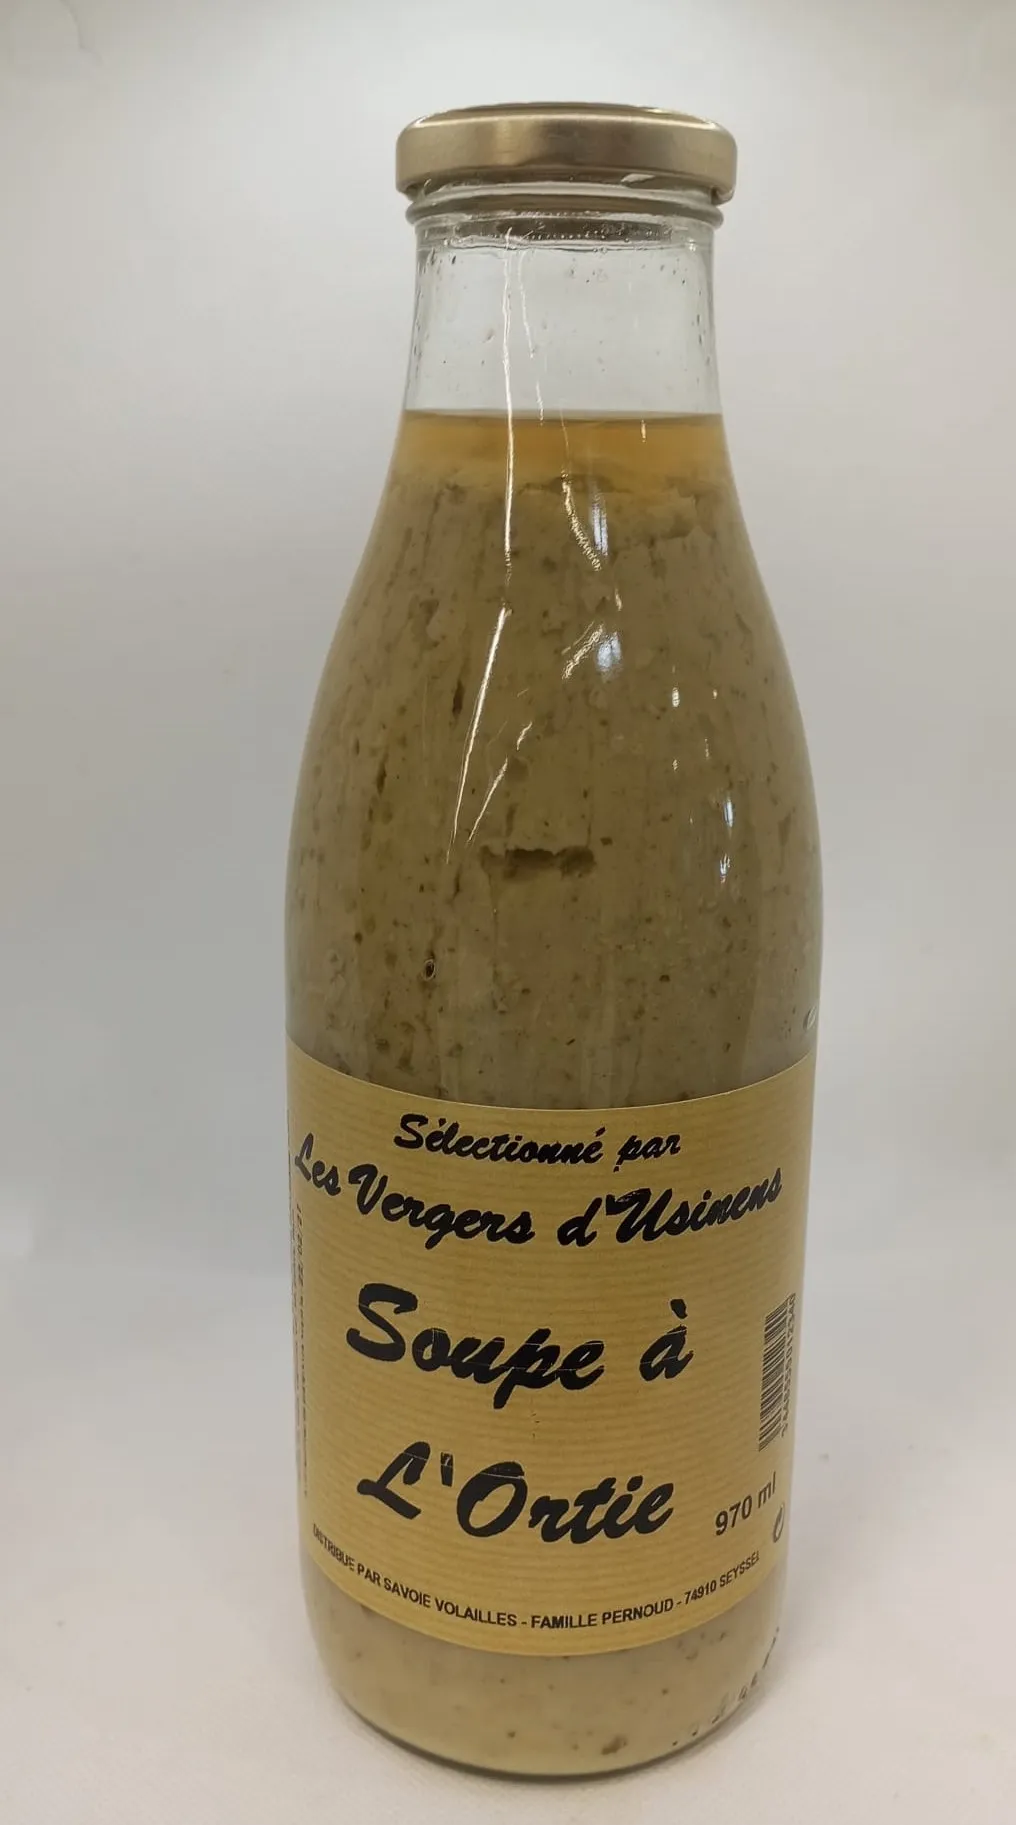 Sélectionné par
Les Vergers d'Usinens
Soupe à
L'Ortie
970 ml
DISTRIBUE PAR SAVOIE VOLAILLES - FAMILLE PERNOUD - 74910 SEYSSEL